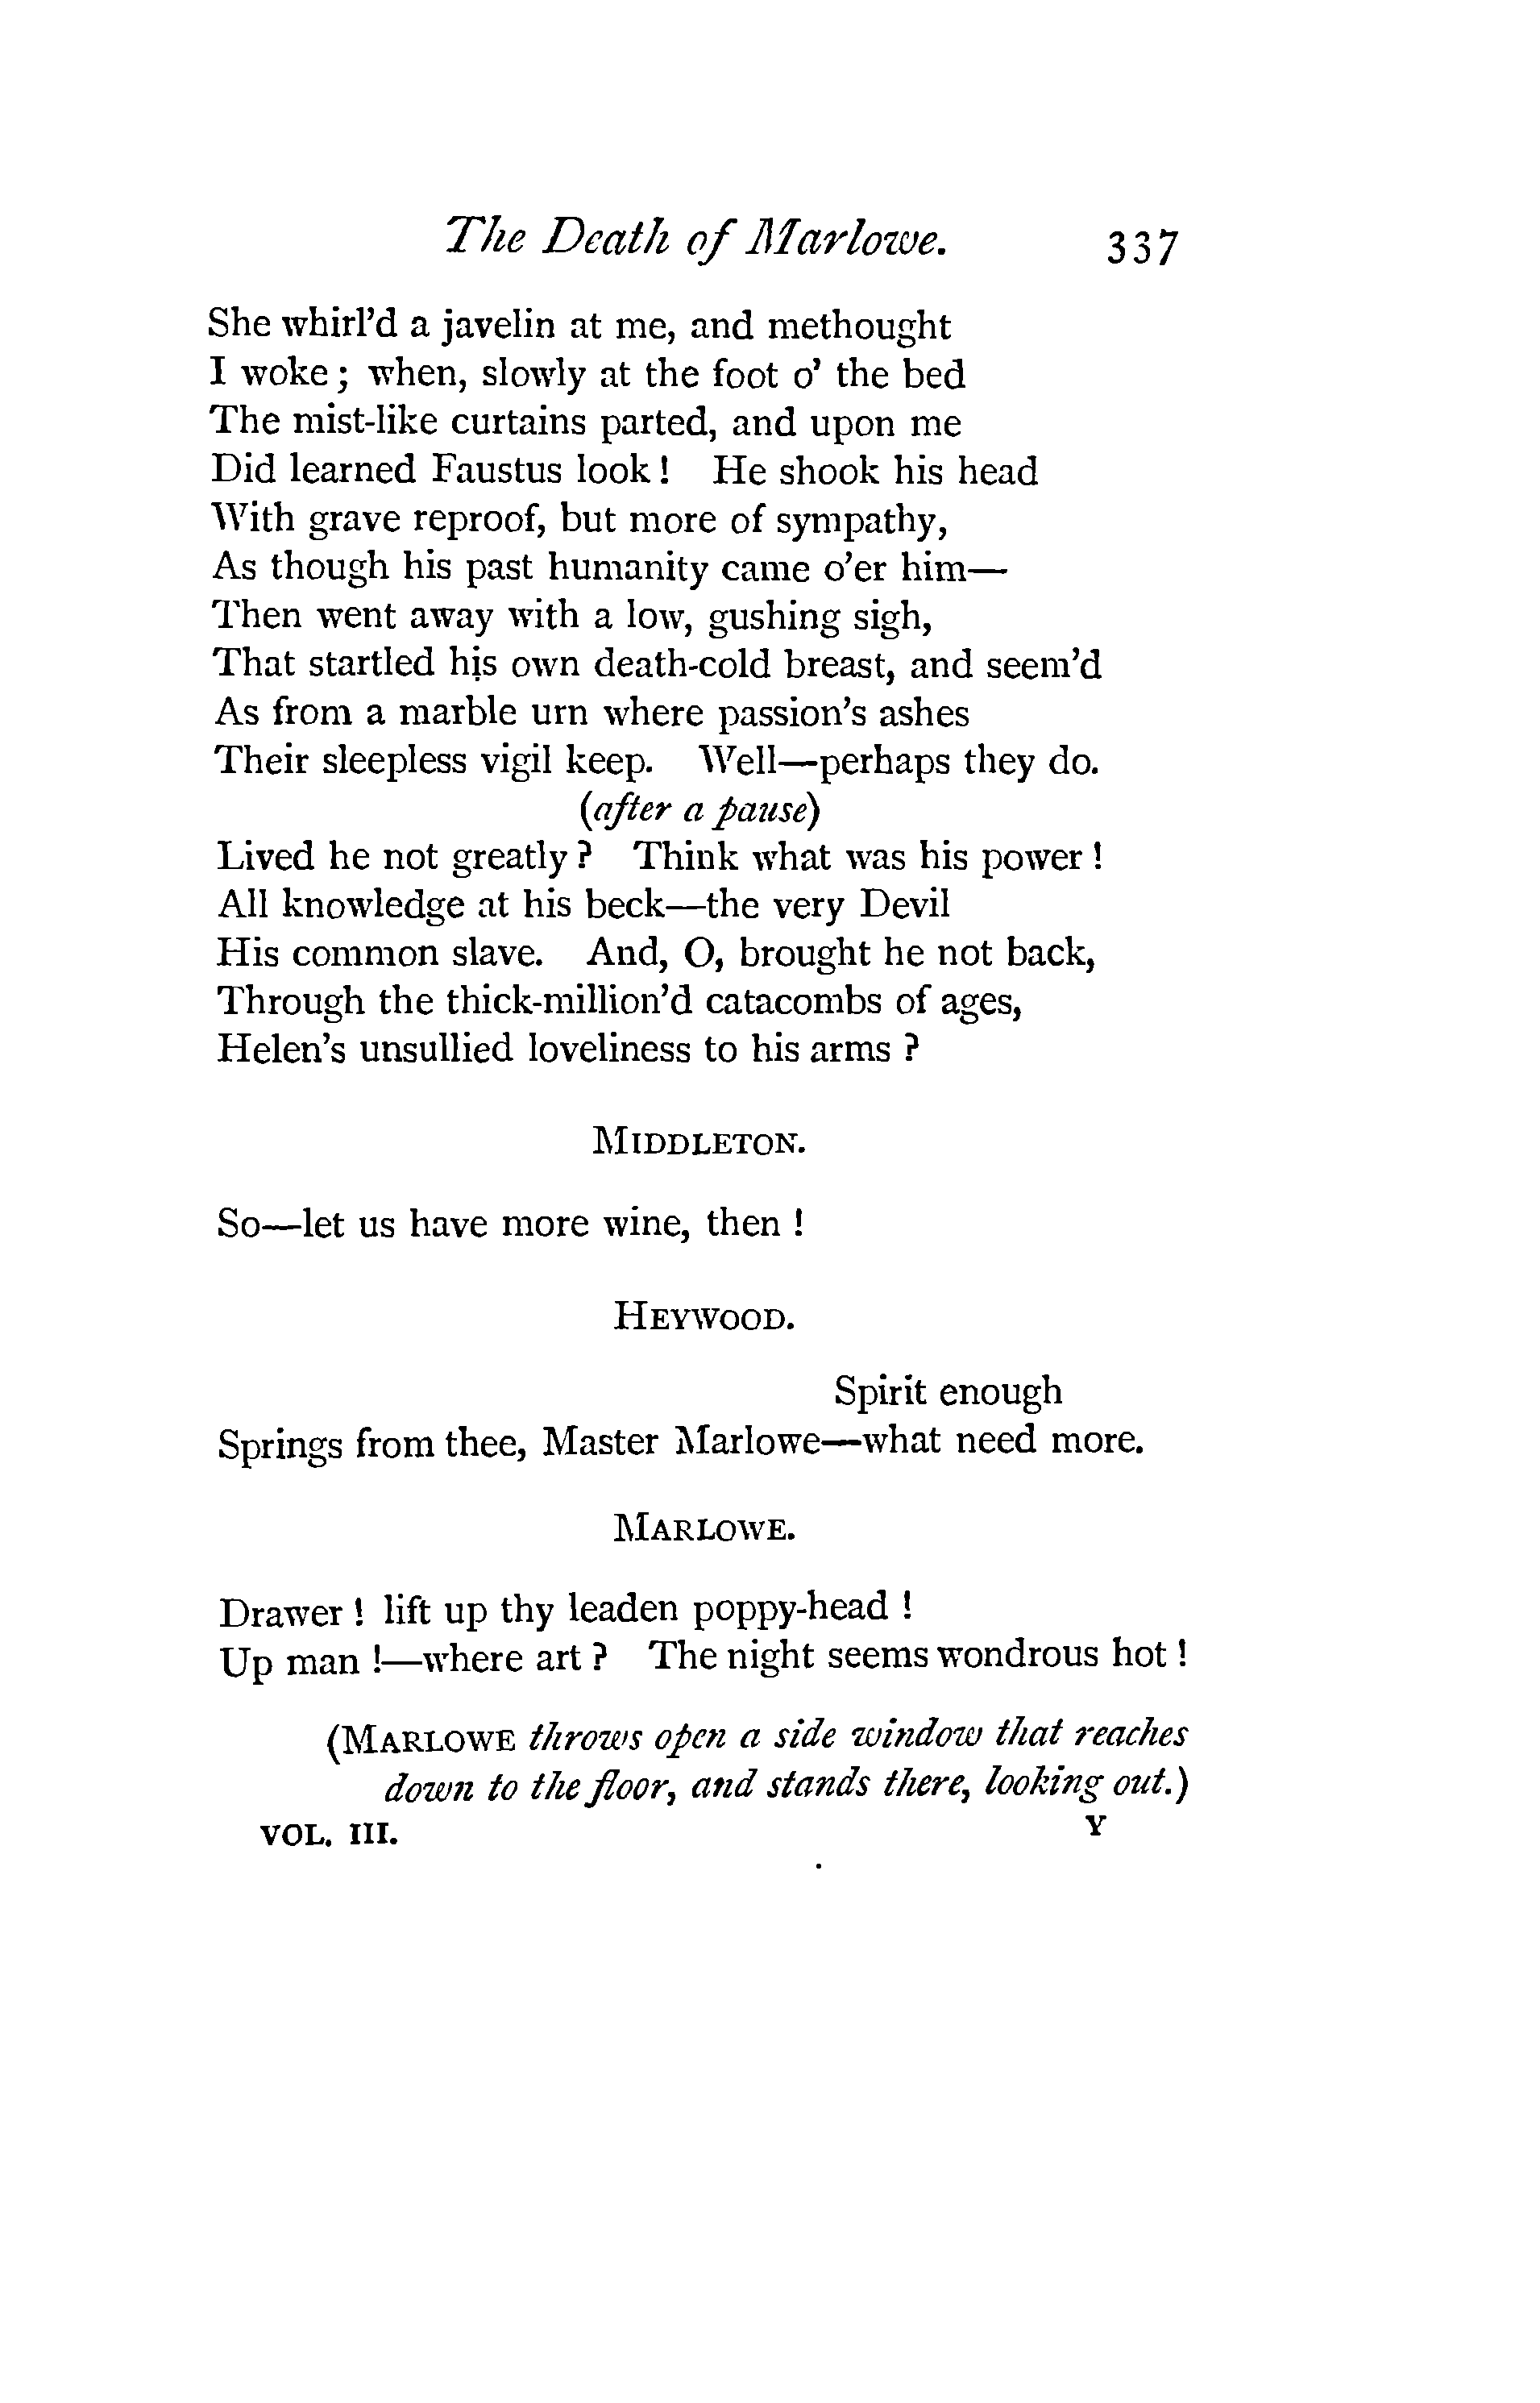 The Death of Marlowe. 337
She whirl'd a javelin at me, and methought
I woke; when, slowly at the foot o' the bed
The mist-like curtains parted, and upon me
Did learned Faustus look! He shook his head
With grave reproof, but more of sympathy,
As though his past humanity came o'er him—
Then went away with a low, gushing sigh,
That startled his own death-cold breast, and seem'd
As from a marble urn where passion's ashes
Their sleepless vigil keep. Well—perhaps they do.
(after a pause)
Lived he not greatly? Think what was his power!
All knowledge at his beck—the very Devil
His common slave. And, O, brought he not back,
Through the thick-million'd catacombs of ages,
Helen's unsullied loveliness to his arms?
MIDDLETON.
So—let us have more wine, then!
HEYWOOD.
Spirit enough
Springs from thee, Master Marlowe—what need more.
MARLOWE.
Drawer! lift up thy leaden poppy-head!
Up man!—where art? The night seems wondrous hot!
(MARLOWE throws open a side window that reaches
down to the floor, and stands there, looking out.)
VOL. III. Y